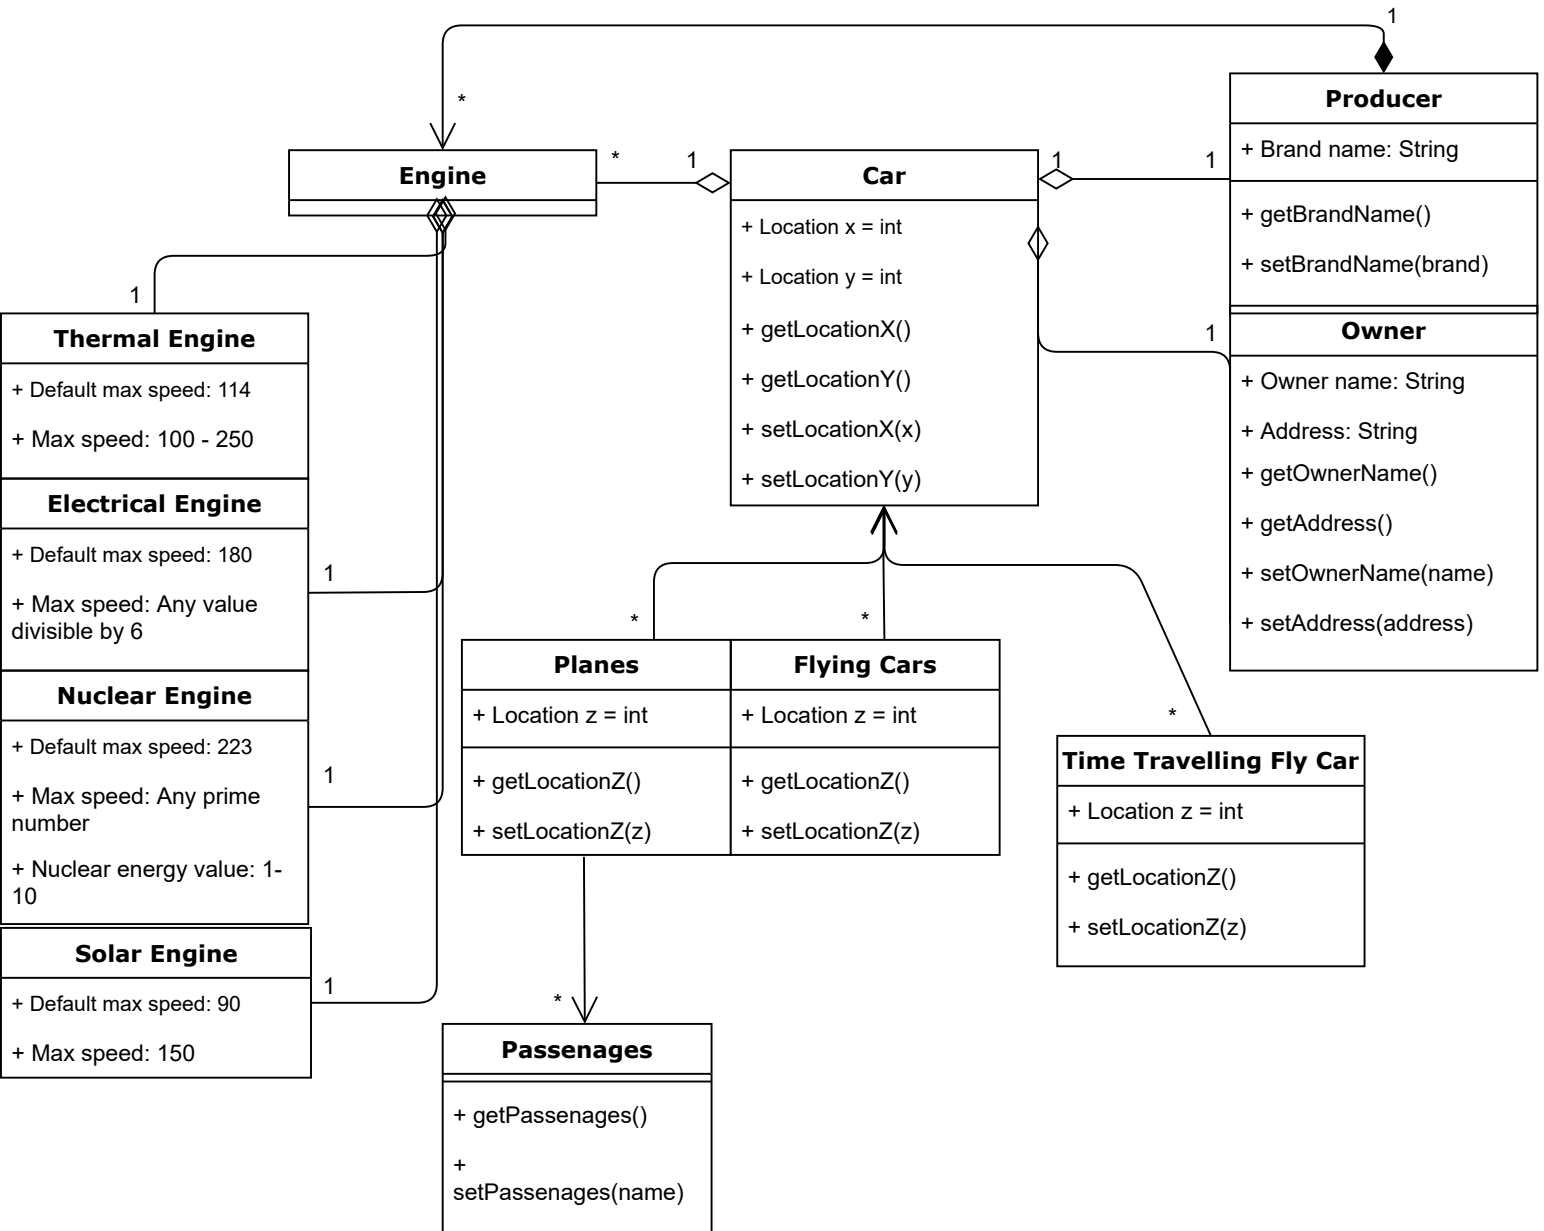 1
*
Producer
+ Brand name: String
+ getBrandName()
+ setBrandName(brand)
Engine
*
1
Car
1
1
+ Location x = int
+ Location y = int
+ getLocationX()
+ getLocationY()
+ setLocationX(x)
+ setLocationY(y)
1
Owner
+ Owner name: String
+ Address: String
+ getOwnerName()
+ getAddress()
+ setOwnerName(name)
+ setAddress(address)
1
Thermal Engine
+ Default max speed: 114
+ Max speed: 100 - 250
Electrical Engine
+ Default max speed: 180
+ Max speed: Any value
divisible by 6
1
Nuclear Engine
+ Default max speed: 223
+ Max speed: Any prime
number
+ Nuclear energy value: 1-
10
1
Solar Engine
+ Default max speed: 90
+ Max speed: 150
1
*
Planes
+ Location z = int
+ getLocationZ()
+ setLocationZ(z)
*
Flying Cars
+ Location z = int
+ getLocationZ()
+ setLocationZ(z)
*
Time Travelling Fly Car
+ Location z = int
+ getLocationZ()
+ setLocationZ(z)
*
Passenages
+ getPassenages()
+
setPassenages(name)